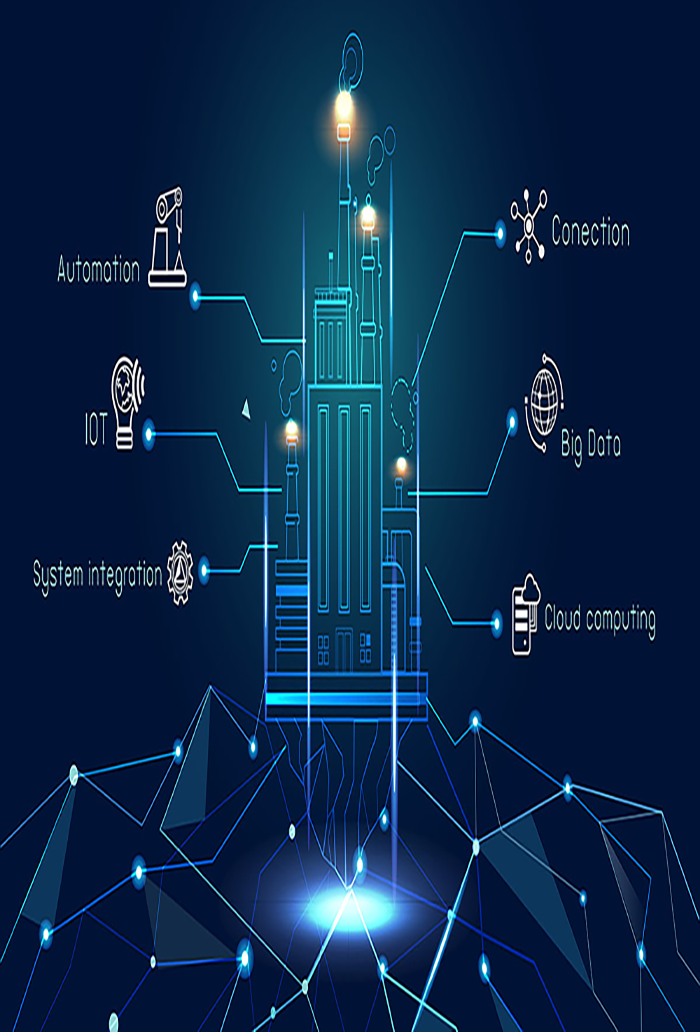 Automation
Conection
IOT
Big Data
System integration
Cloud computing